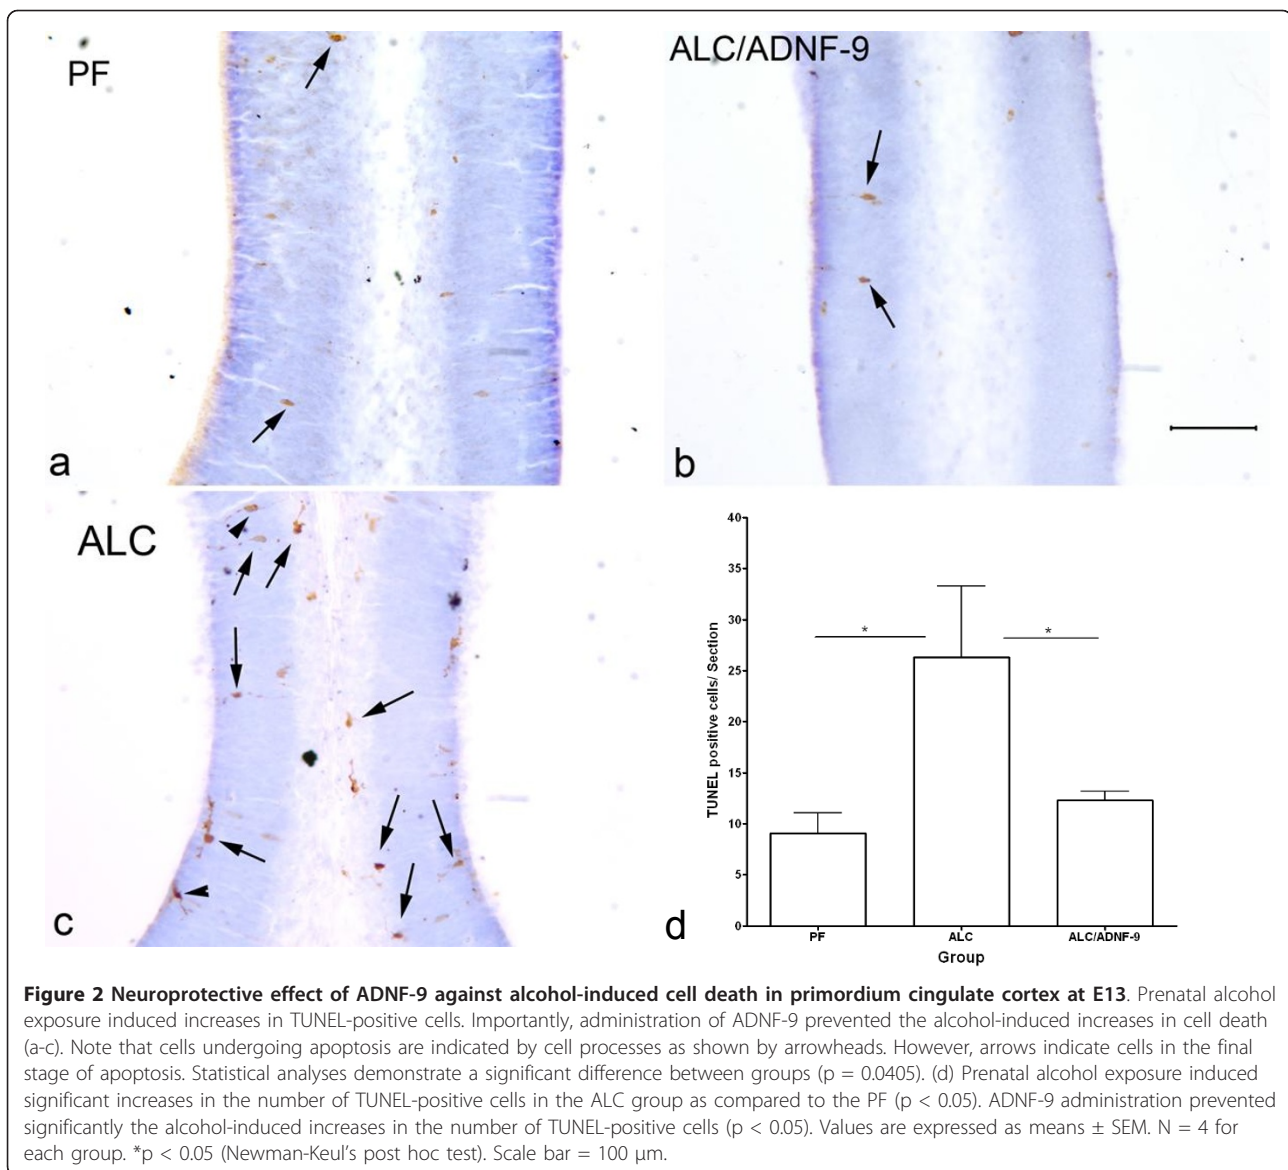 PF
ALC/ADNF-9
a
b
ALC
c
40
35
30
25
20
15
10
5
0
TUNEL positive cells/ Section
*
*
PF
ALC
ALC/ADNF-9
Group
d
Figure 2 Neuroprotective effect of ADNF-9 against alcohol-induced cell death in primordium cingulate cortex at E13. Prenatal alcohol
exposure induced increases in TUNEL-positive cells. Importantly, administration of ADNF-9 prevented the alcohol-induced increases in cell death
(a-c). Note that cells undergoing apoptosis are indicated by cell processes as shown by arrowheads. However, arrows indicate cells in the final
stage of apoptosis. Statistical analyses demonstrate a significant difference between groups (p = 0.0405). (d) Prenatal alcohol exposure induced
significant increases in the number of TUNEL-positive cells in the ALC group as compared to the PF (p < 0.05). ADNF-9 administration prevented
significantly the alcohol-induced increases in the number of TUNEL-positive cells (p < 0.05). Values are expressed as means ± SEM. N = 4 for
each group. *p < 0.05 (Newman-Keul's post hoc test). Scale bar = 100 μm.